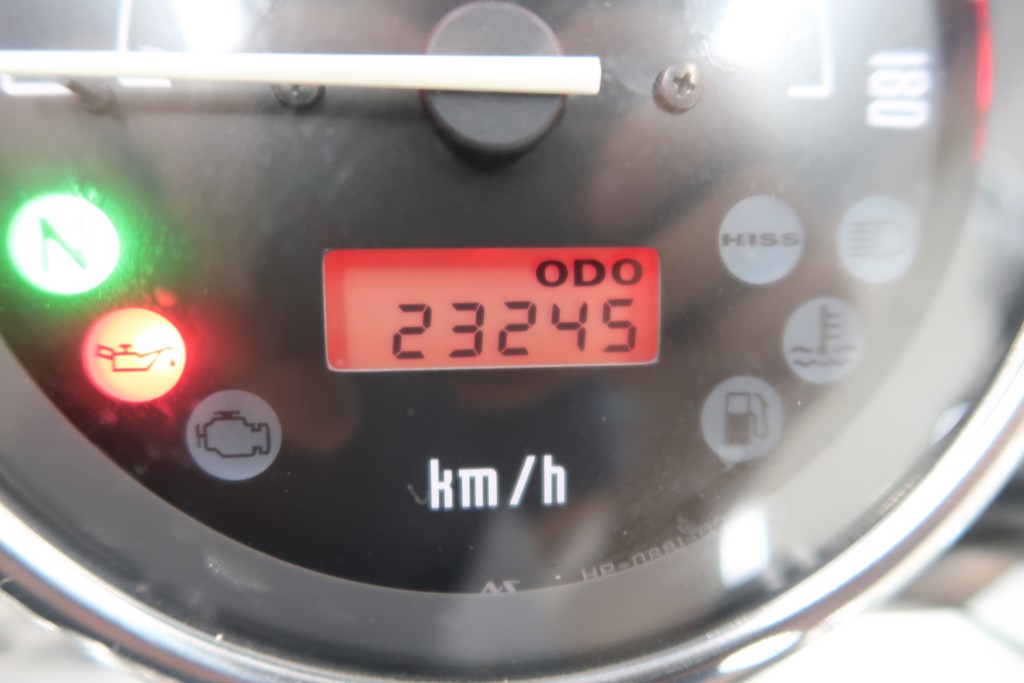 180
N
HISS
ODO
23245
km/h